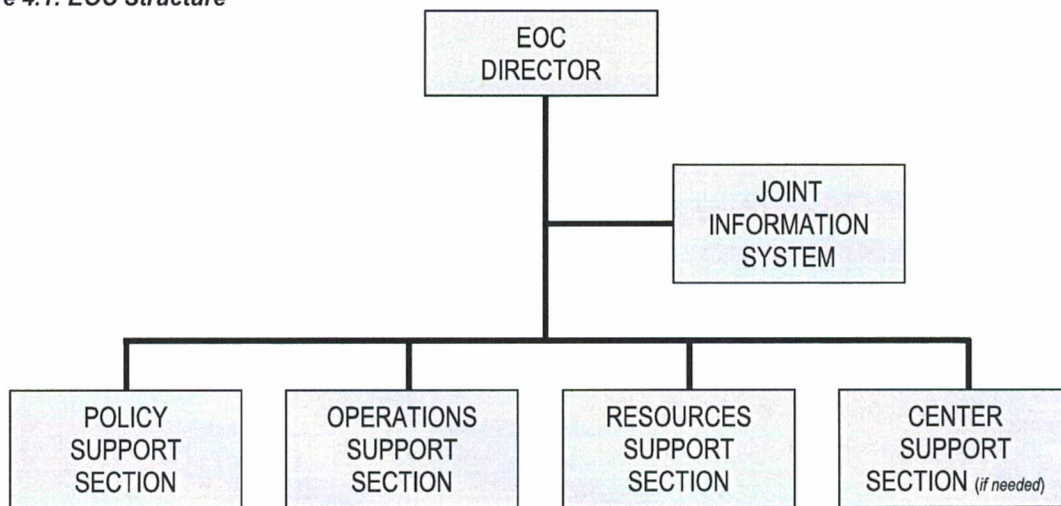 e 4.1: EOC Structure
EOC
DIRECTOR
JOINT
INFORMATION
SYSTEM
POLICY
SUPPORT
SECTION
OPERATIONS
SUPPORT
SECTION
RESOURCES
SUPPORT
SECTION
CENTER
SUPPORT
SECTION (if needed)